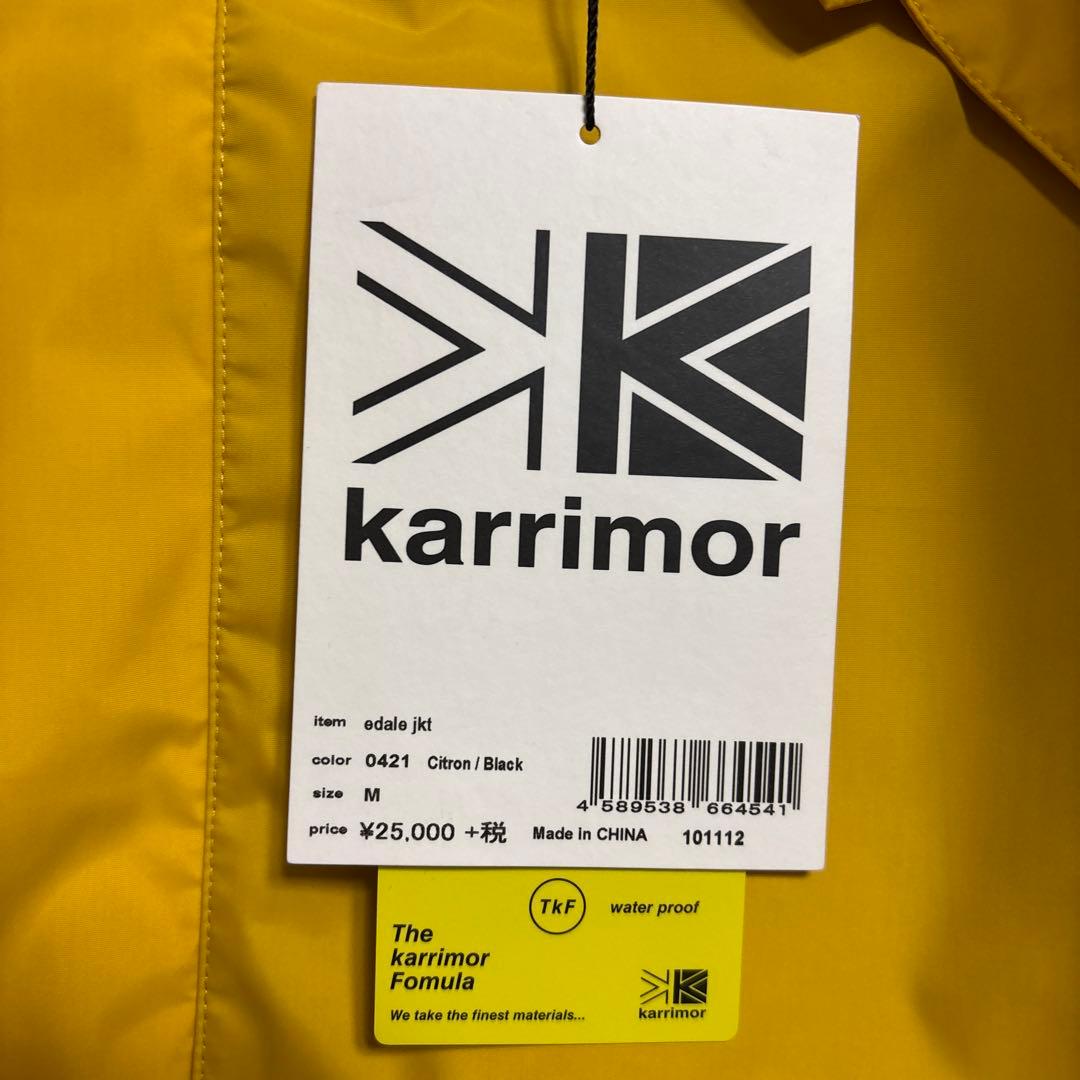 karrimor
item edale jkt
color 0421 Citron / Black
size M
price ¥25,000 +税 Made in CHINA 101112
4 589538 664541
TkF water proof
The
karrimor
Fomula
We take the finest materials...
karrimor